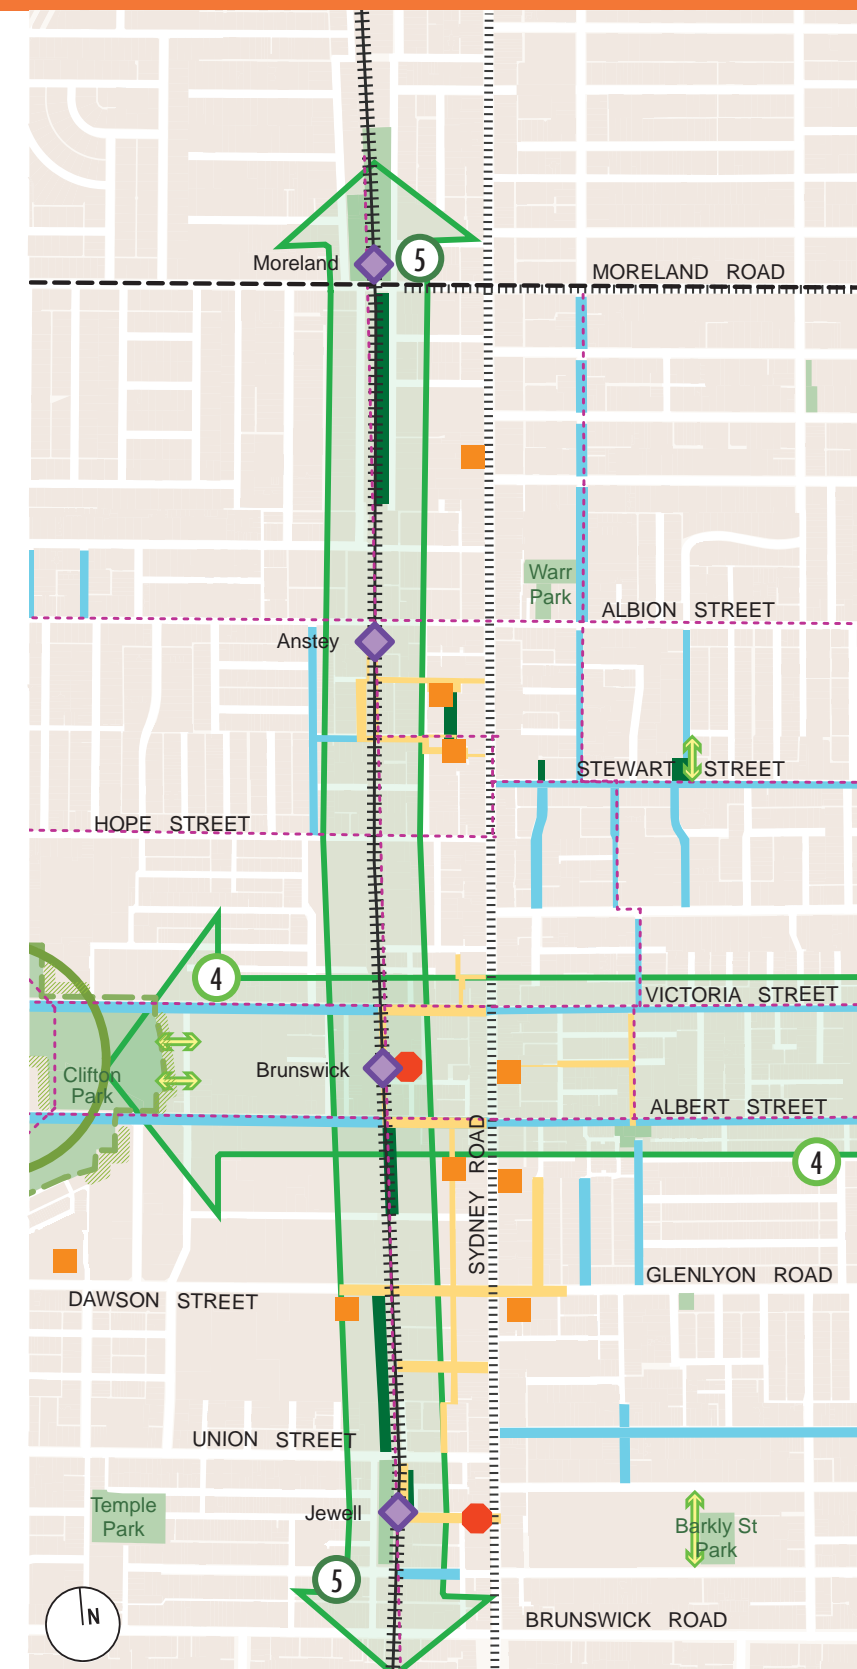 Moreland
5
MORELAND ROAD
Warr
Park
ALBION STREET
Anstey
STEWART STREET
HOPE STREET
4
VICTORIA STREET
Brunswick
Clifton
Park
ALBERT STREET
SYDNEY ROAD
4
GLENLYON ROAD
DAWSON STREET
UNION STREET
Temple
Park
Jewell
Barkly St
Park
5
N
BRUNSWICK ROAD